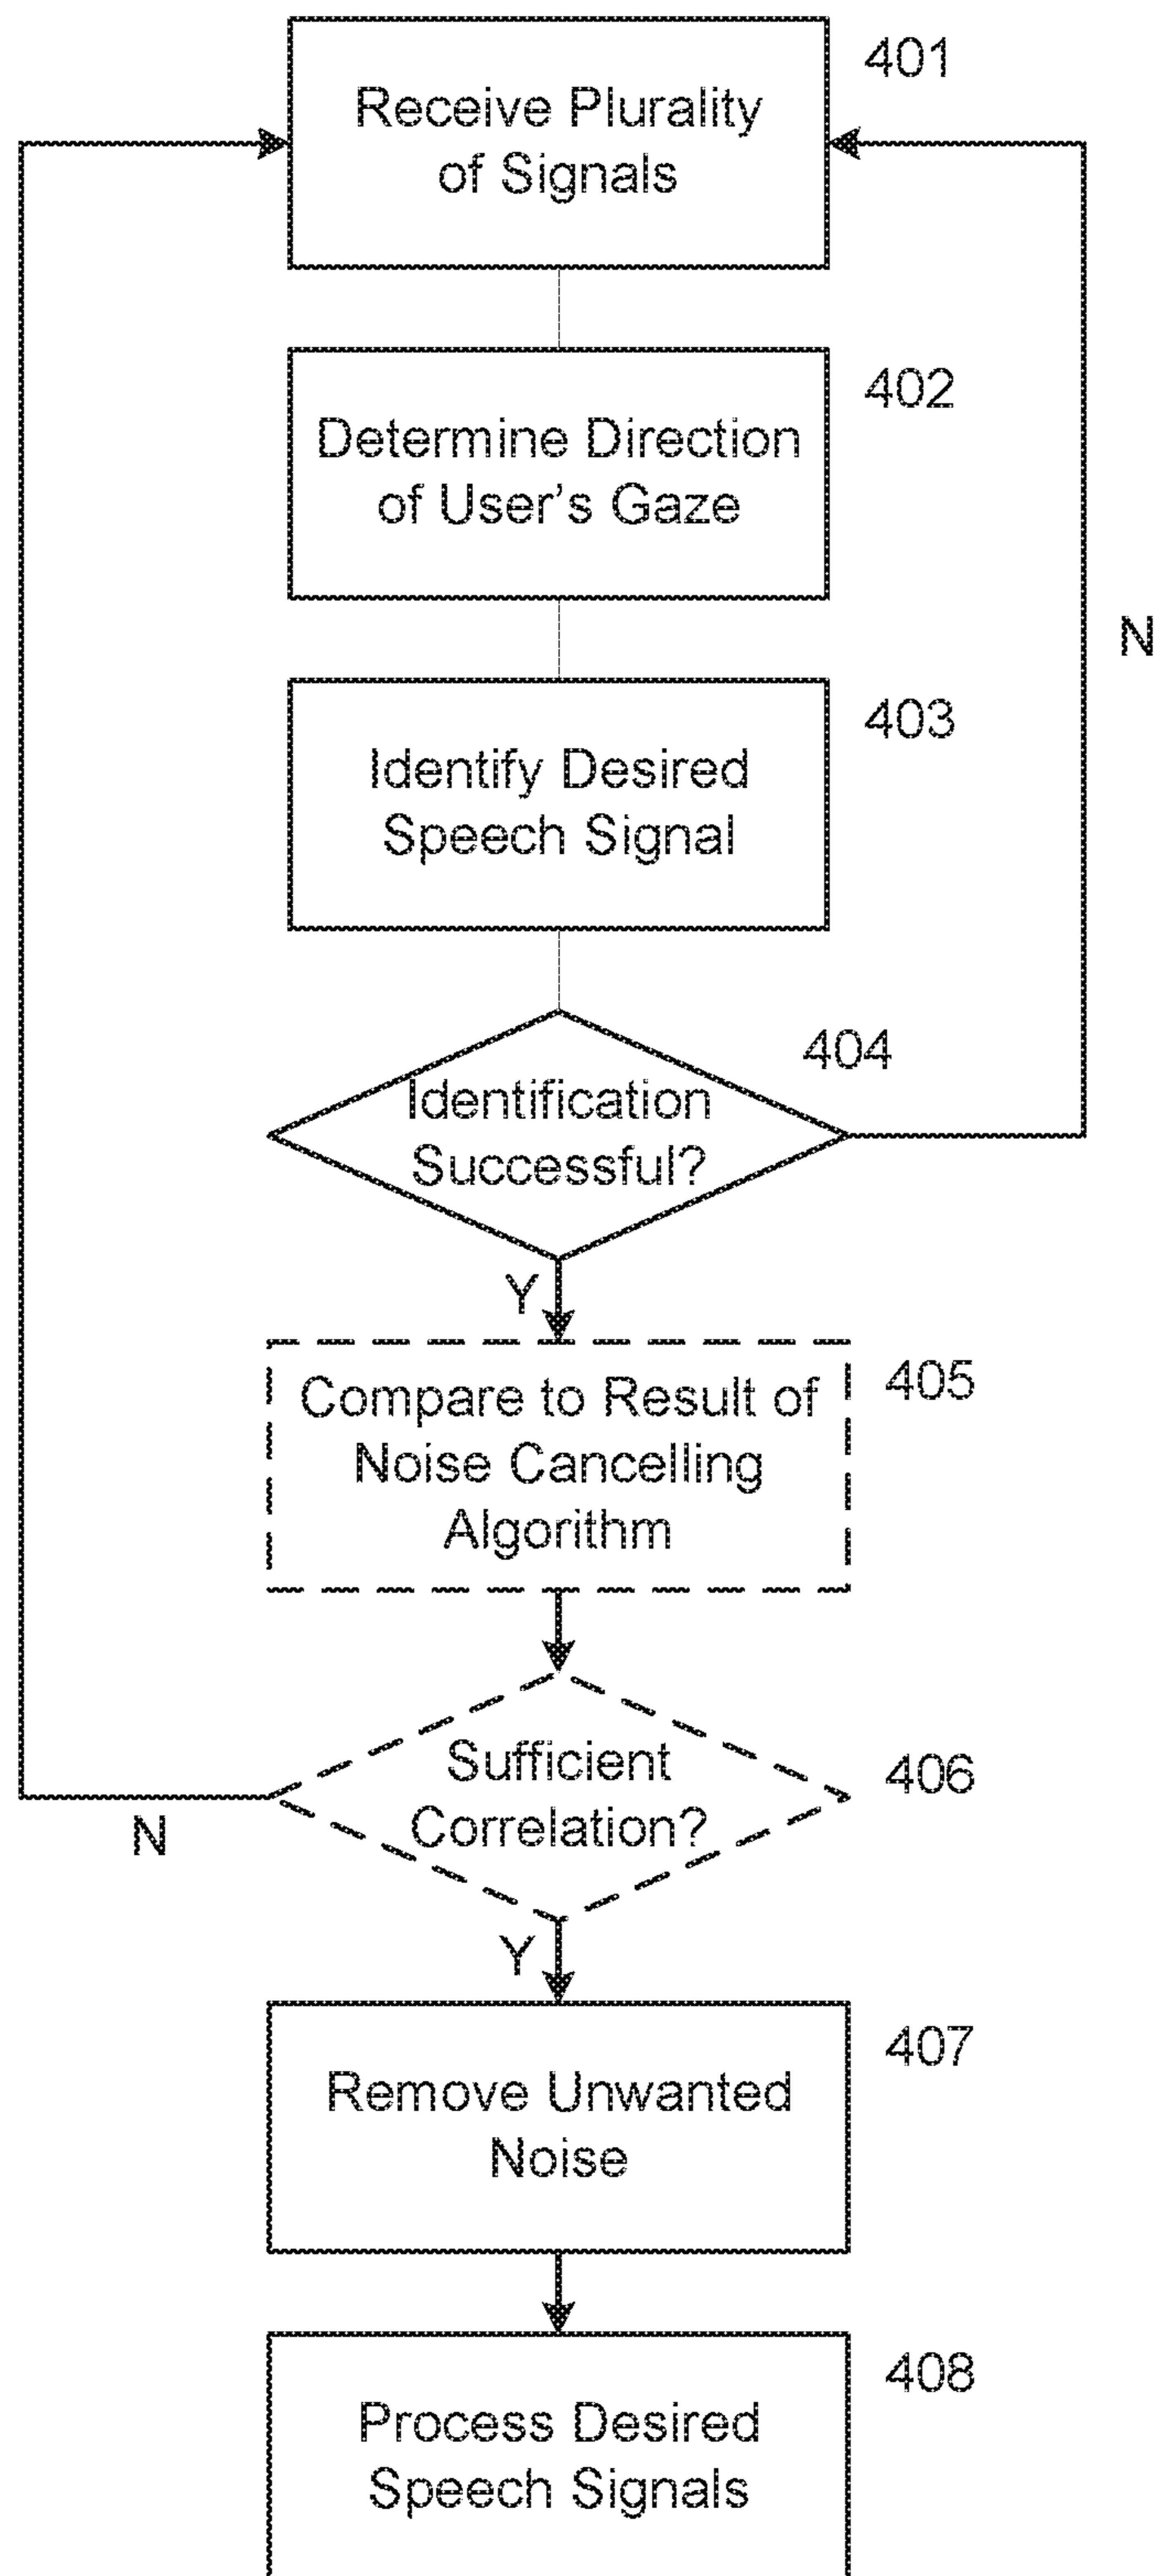 401
Receive Plurality
of Signals
402
Determine Direction
of User's Gaze
N
403
Identify Desired
Speech Signal
404
Identification
Successful?
Y
405
Compare to Result of
Noise Cancelling
Algorithm
406
Sufficient
Correlation?
N
Y
407
Remove Unwanted
Noise
408
Process Desired
Speech Signals